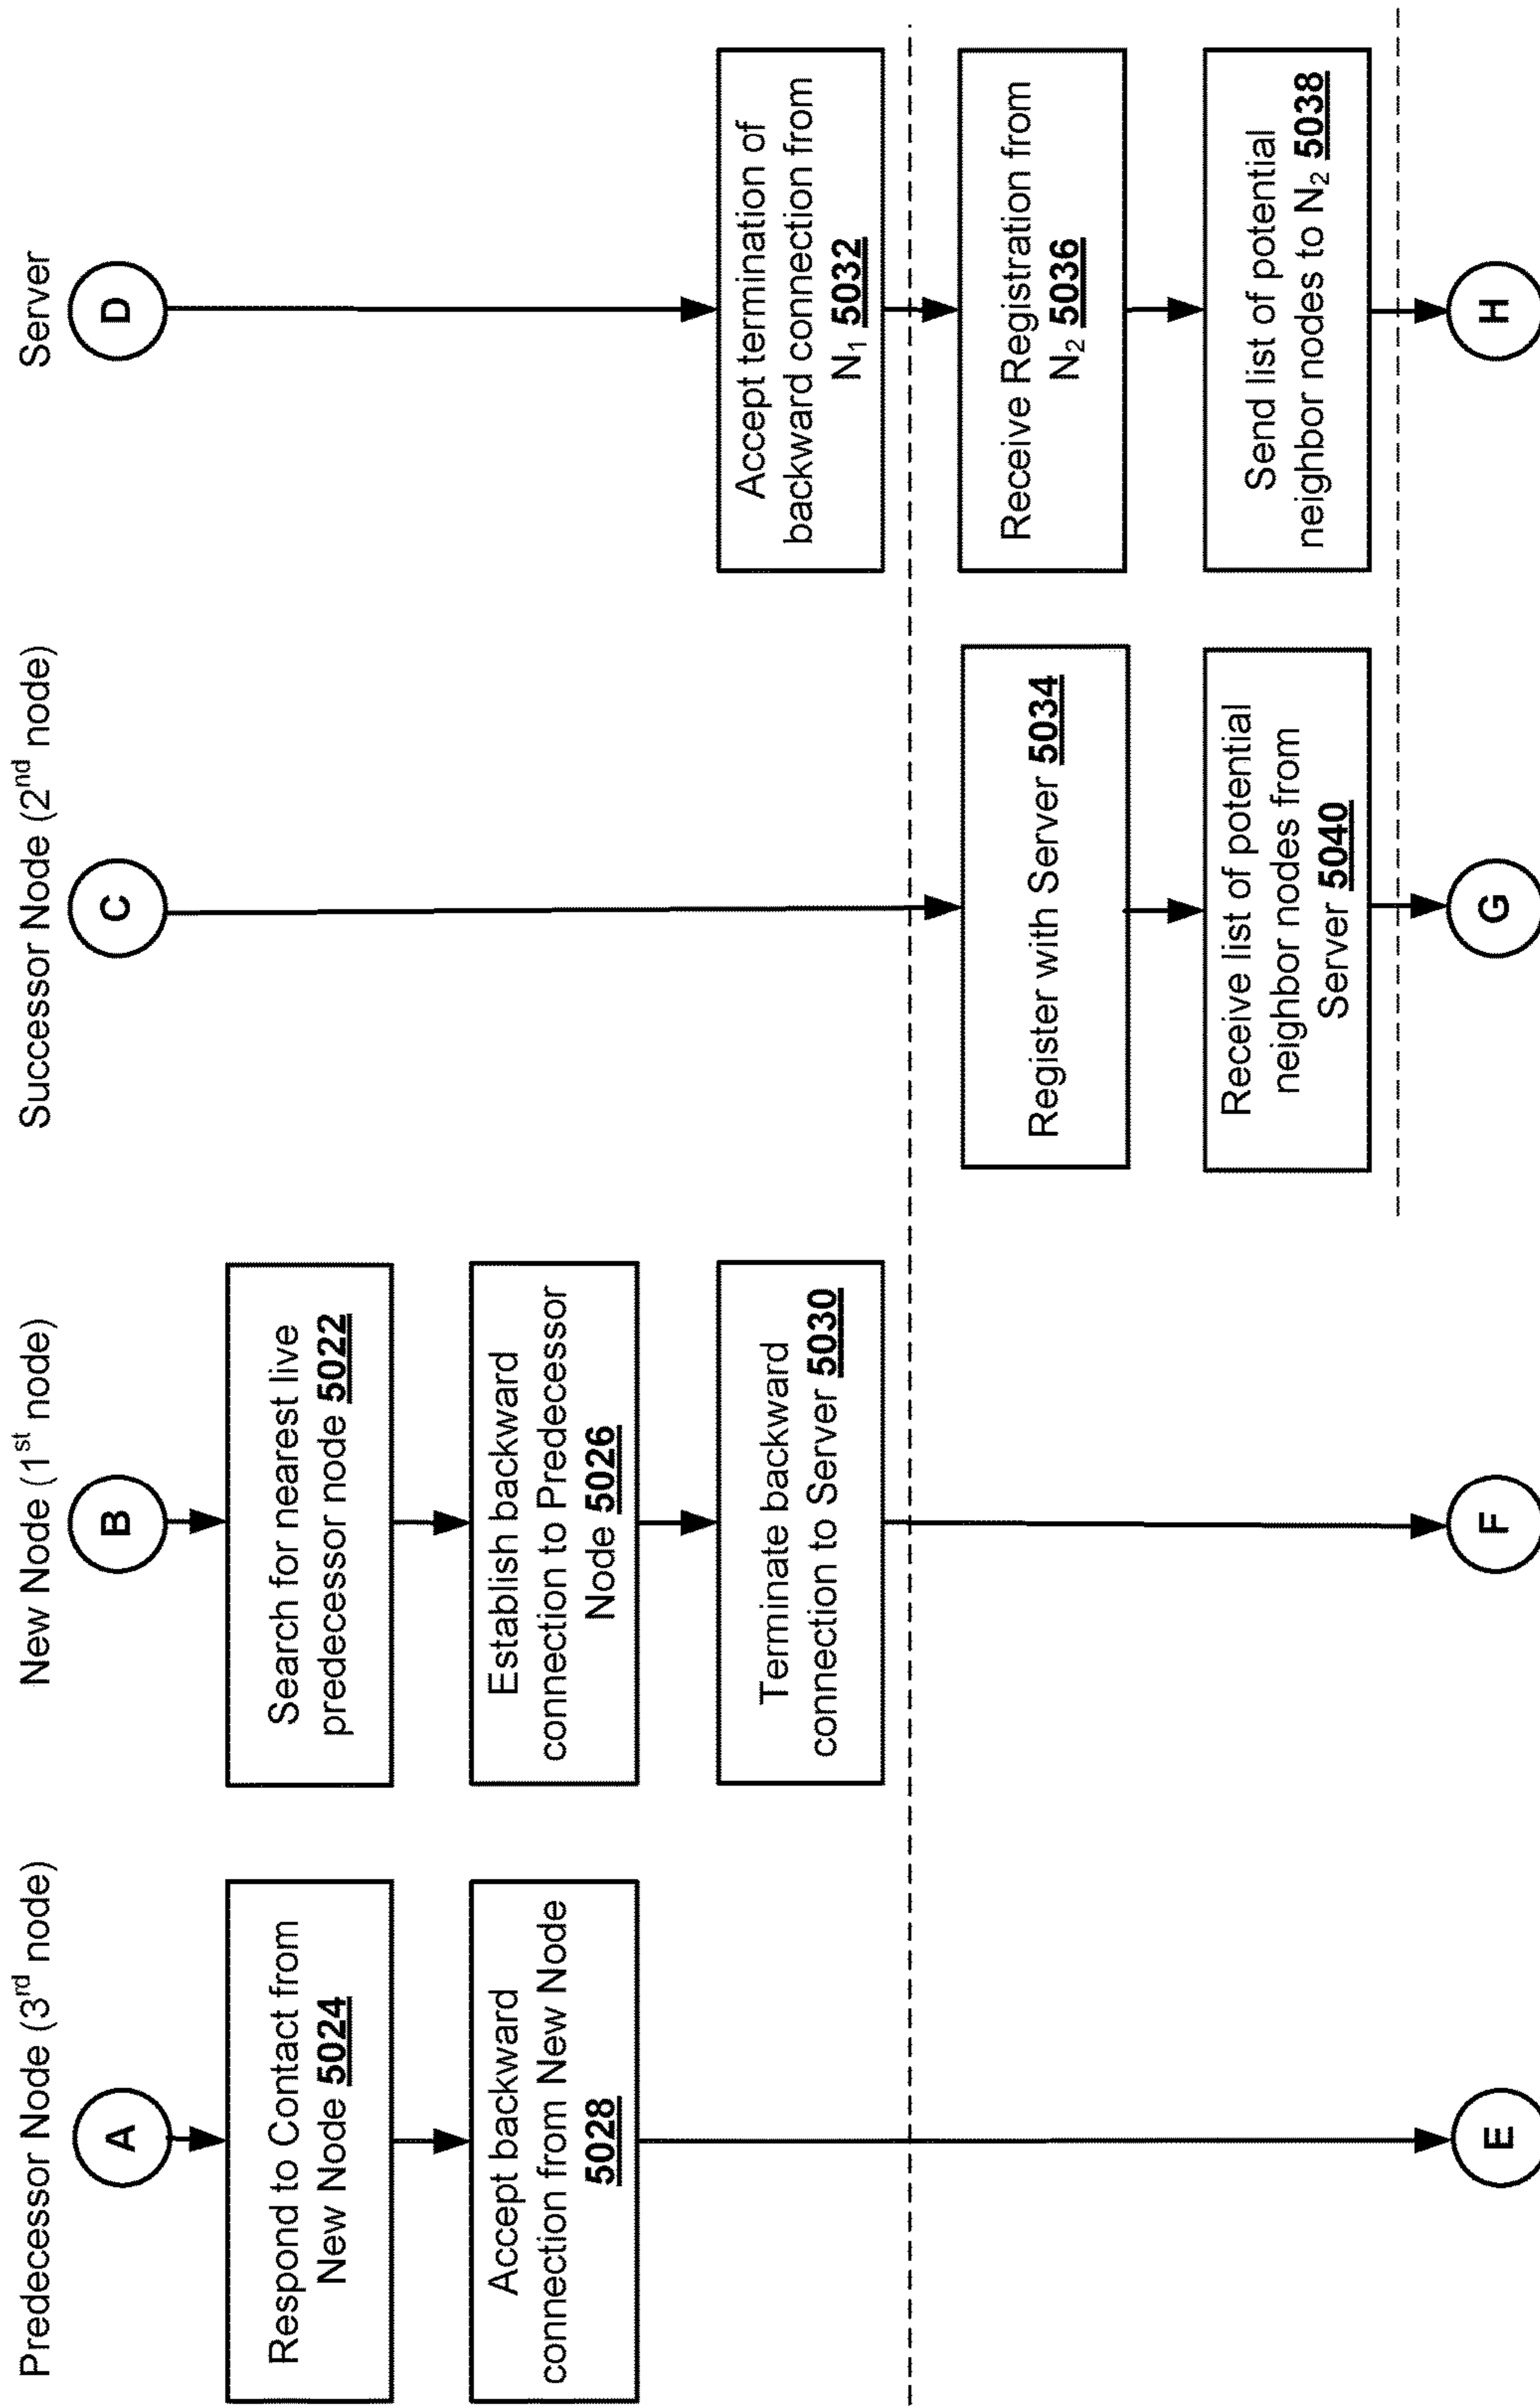 Predecessor Node (3rd node)
New Node (1st node)
Successor Node (2nd node)
Server
A
B
C
D
Respond to Contact from
New Node 5024
Search for nearest live
predecessor node 5022
Accept backward
connection from New Node
5028
Establish backward
connection to Predecessor
Node 5026
Terminate backward
connection to Server 5030
Accept termination of
backward connection from
N₁ 5032
Register with Server 5034
Receive Registration from
N₂ 5036
Receive list of potential
neighbor nodes from
Server 5040
Send list of potential
neighbor nodes to N₂ 5038
E
F
G
H